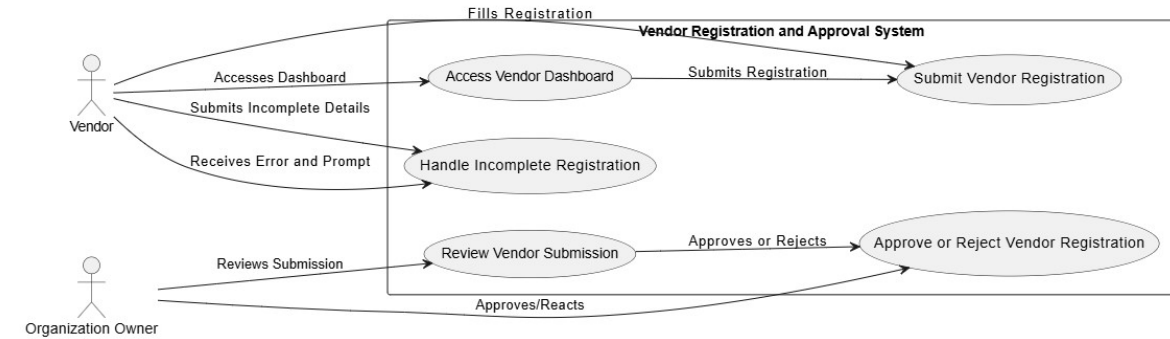 Fills Registration
Vendor Registration and Approval System
Accesses Dashboard
Access Vendor Dashboard
Submits Registration
Submit Vendor Registration
Submits Incomplete Details
Vendor
Receives Error and Prompt
Handle Incomplete Registration
Approves or Rejects
Approve or Reject Vendor Registration
Review Vendor Submission
Reviews Submission
Approves/Reacts
Organization Owner